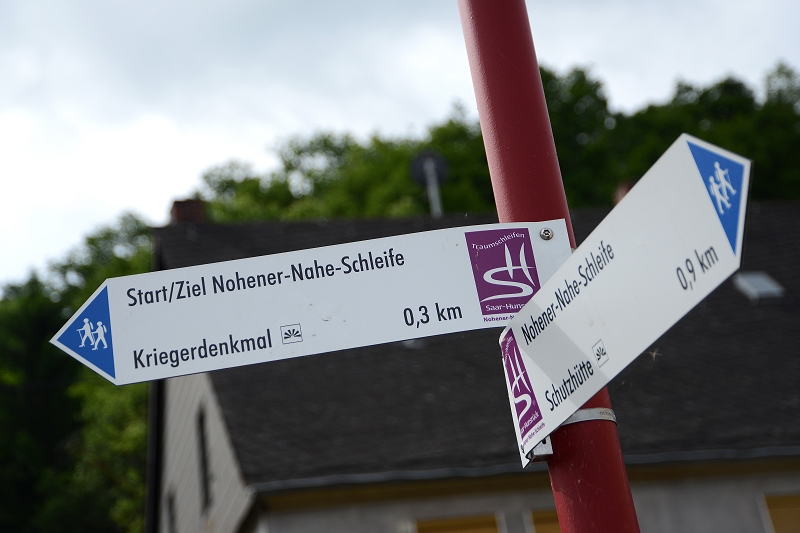 Start/Ziel Nohener-Nahe-Schleife
Kriegerdenkmal
0,3 km
Traumschleifen
Saar-Hunsrück
Nohener-Nahe-Schleife
0,9 km
Schutzhütte